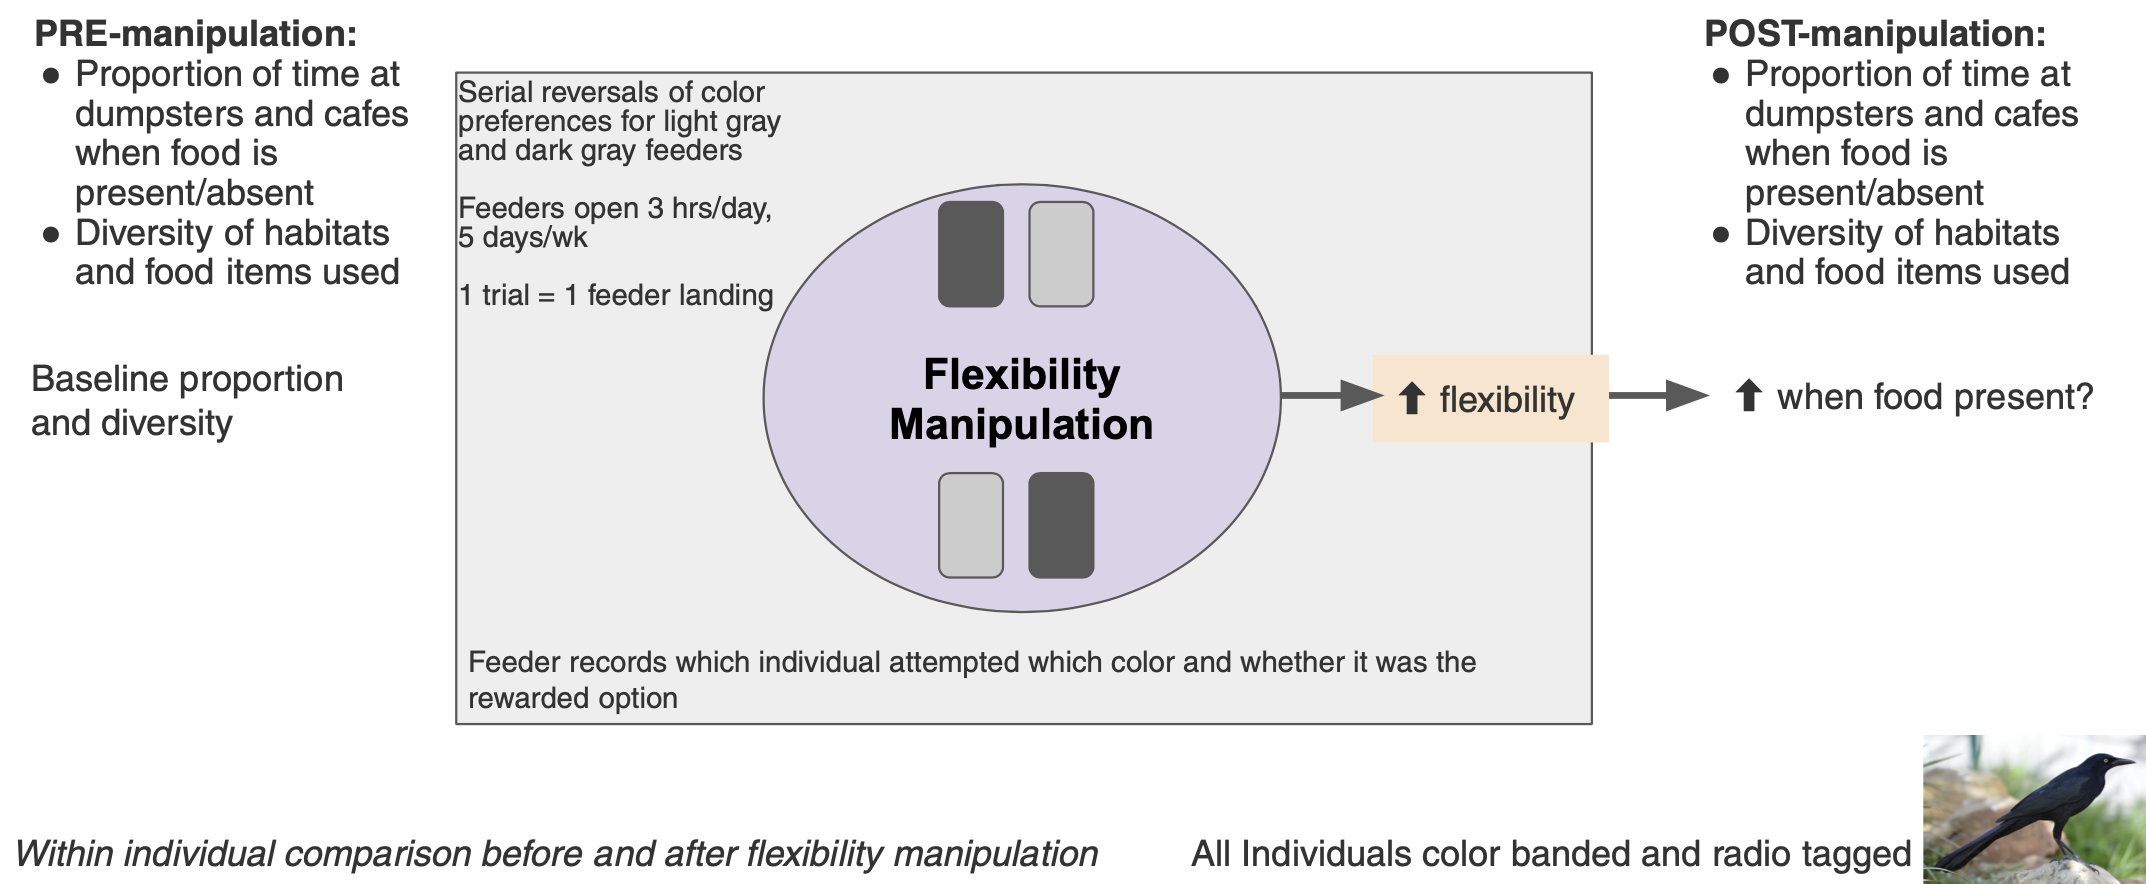 PRE-manipulation:
● Proportion of time at
dumpsters and cafes
when food is
present/absent
● Diversity of habitats
and food items used
Baseline proportion
and diversity
Serial reversals of color
preferences for light gray
and dark gray feeders
Feeders open 3 hrs/day,
5 days/wk
1 trial = 1 feeder landing
Flexibility
Manipulation
Feeder records which individual attempted which color and whether it was the
rewarded option
⬆ flexibility
POST-manipulation:
● Proportion of time at
dumpsters and cafes
when food is
present/absent
● Diversity of habitats
and food items used
⬆ when food present?
Within individual comparison before and after flexibility manipulation
All Individuals color banded and radio tagged